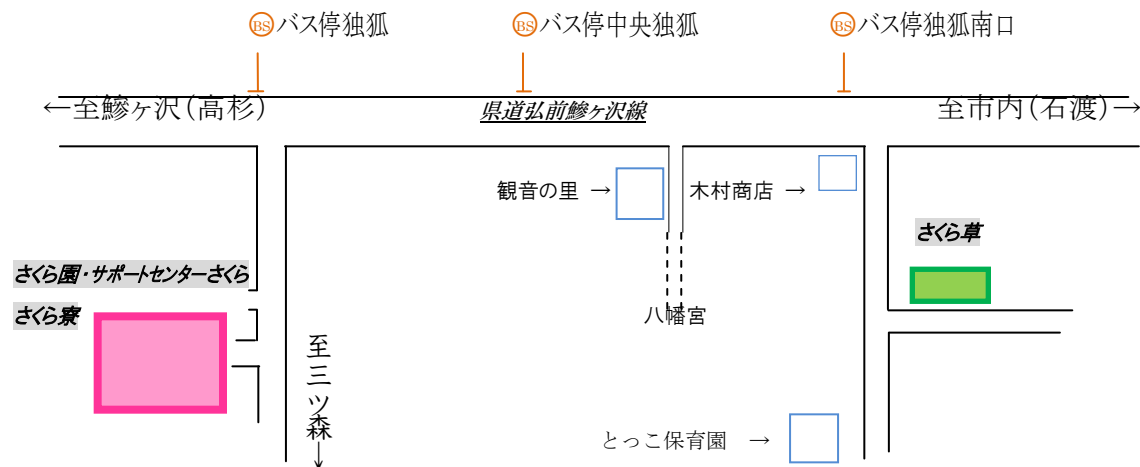 BSバス停独狐
BSバス停中央独狐
BSバス停独狐南口
←至鰺ヶ沢(高杉)
県道弘前鰺ヶ沢線
至市内(石渡)→
観音の里 →
木村商店 →
さくら草
さくら園・サポートセンターさくら
さくら寮
八幡宮
至三ツ森→
とっこ保育園 →